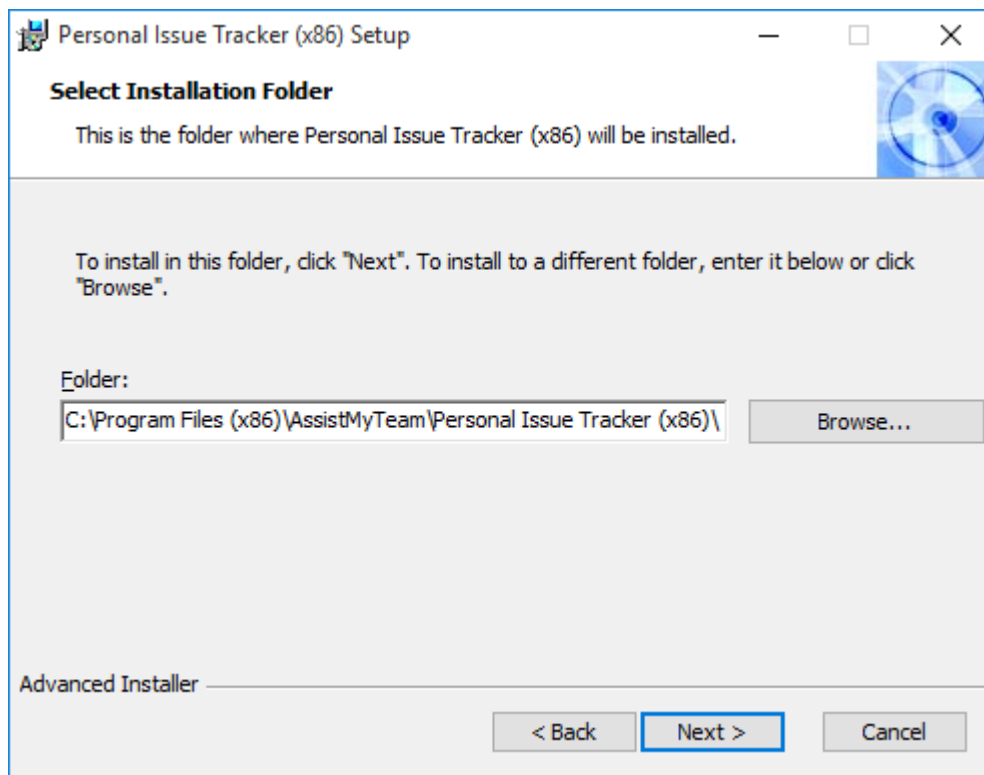 Personal Issue Tracker (x86) Setup
Select Installation Folder
This is the folder where Personal Issue Tracker (x86) will be installed.
To install in this folder, click "Next". To install to a different folder, enter it below or click
"Browse".
Folder:
C:\Program Files (x86)\AssistMyTeam\Personal Issue Tracker (x86)\
Browse...
Advanced Installer
< Back
Next >
Cancel